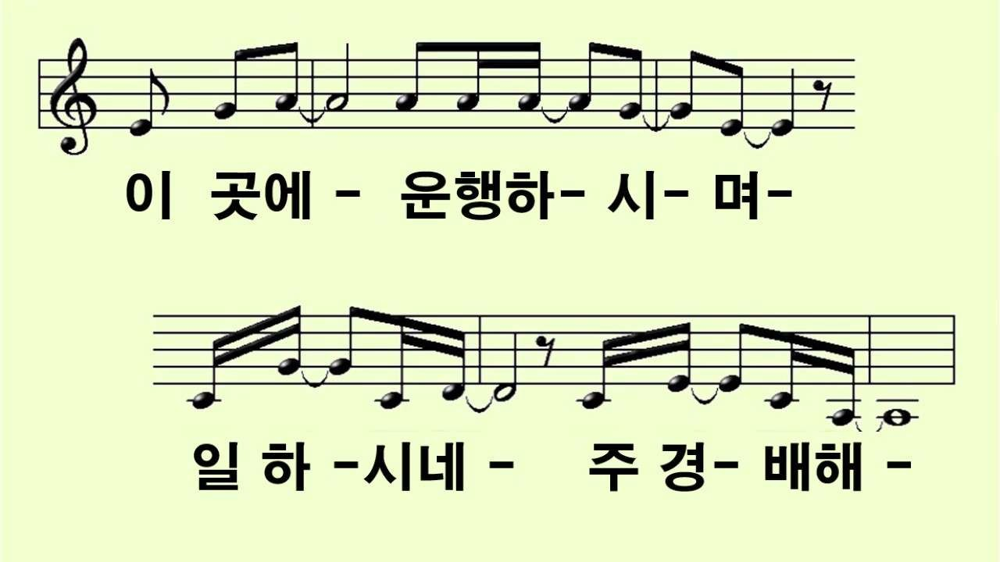 이 곳에 - 운행하- 시- 며-
일 하 -시네 - 주 경- 배해 -